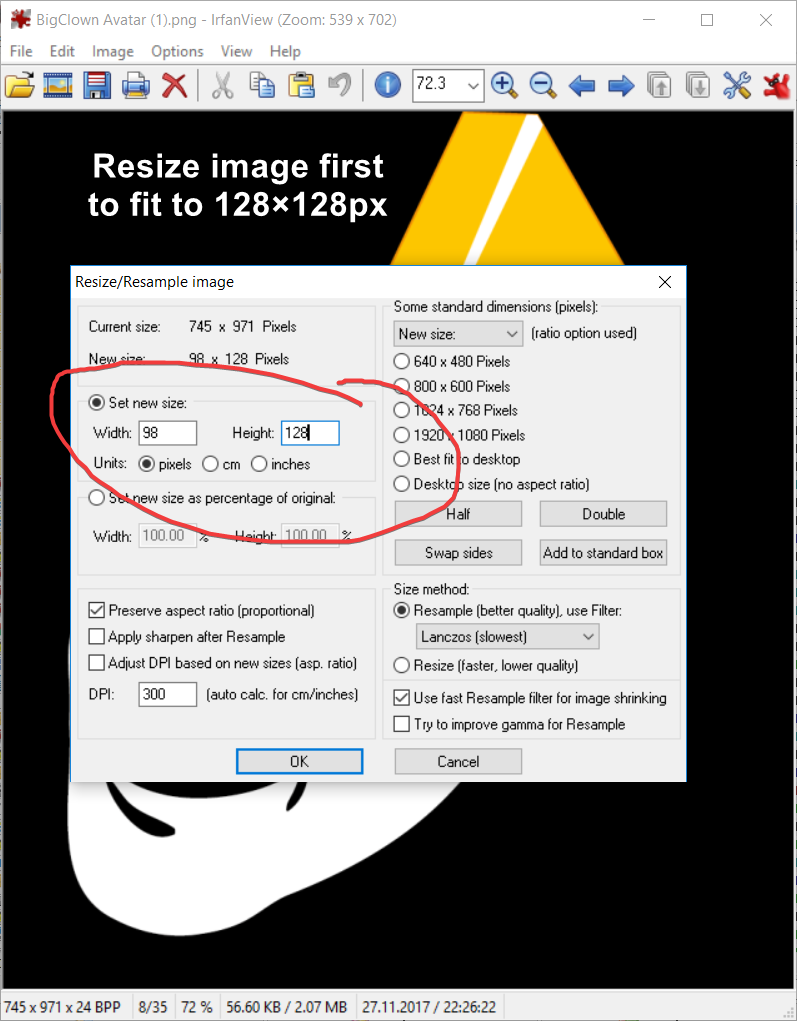 BigClown Avatar (1).png - IrfanView (Zoom: 539 x 702)
File Edit Image Options View Help
72.3
Resize image first
to fit to 128×128px
Resize/Resample image
Current size: 745 x 971 Pixels
New size: 98 x 128 Pixels
Set new size:
Width: 98 Height: 128
Units: pixels cm inches
Set new size as percentage of original:
Width: 100.00 % Height: 100.00 %
Preserve aspect ratio (proportional)
Apply sharpen after Resample
Adjust DPI based on new sizes (asp. ratio)
DPI: 300 (auto calc. for cm/inches)
Some standard dimensions (pixels):
New size: (ratio option used)
640 x 480 Pixels
800 x 600 Pixels
1024 x 768 Pixels
1920 x 1080 Pixels
Best fit to desktop
Desktop size (no aspect ratio)
Half Double
Swap sides Add to standard box
Size method:
Resample (better quality), use Filter:
Lanczos (slowest)
Resize (faster, lower quality)
Use fast Resample filter for image shrinking
Try to improve gamma for Resample
OK Cancel
745 x 971 x 24 BPP 8/35 72 % 56.60 KB / 2.07 MB 27.11.2017 / 22:26:22